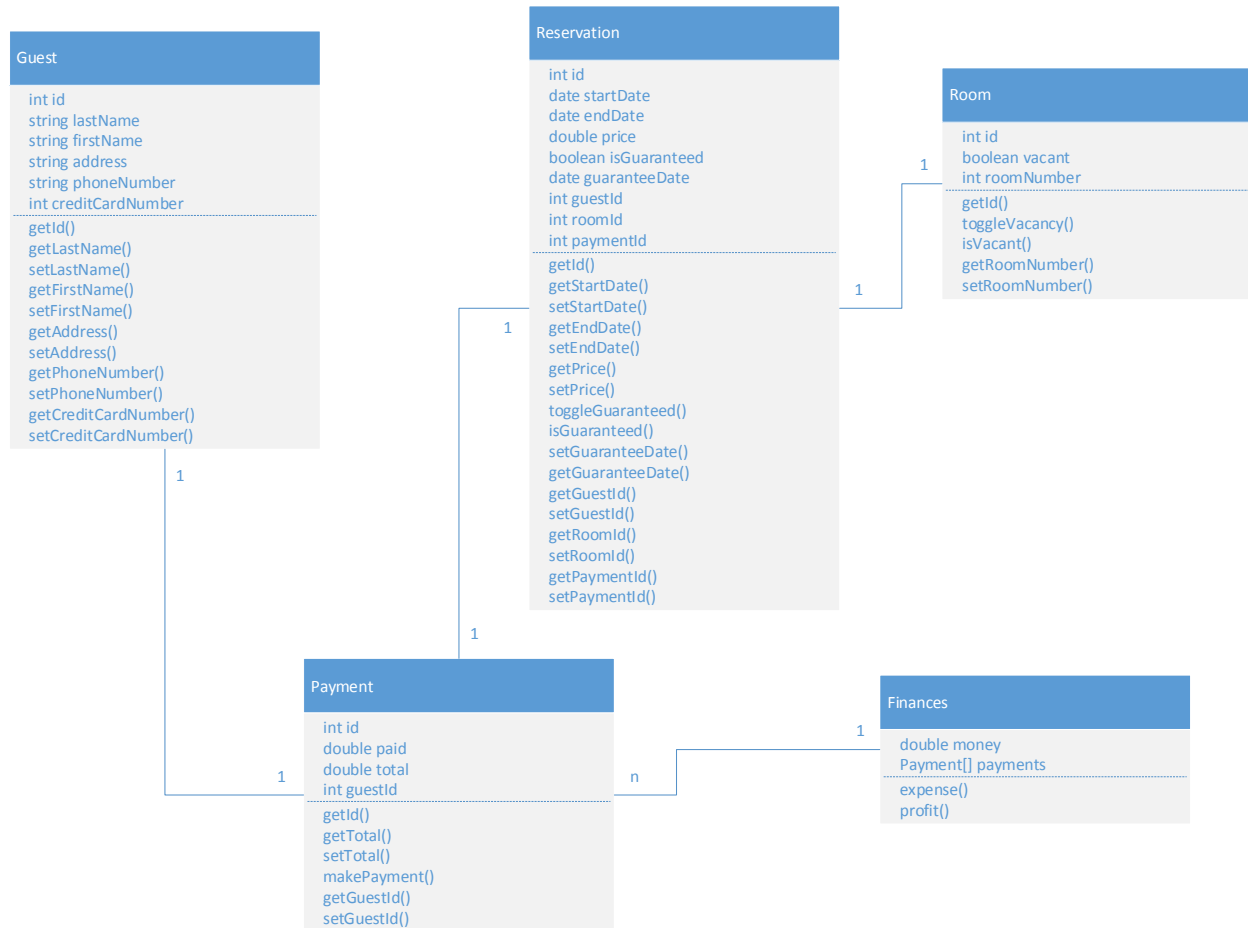 Guest
int id
string lastName
string firstName
string address
string phoneNumber
int creditCardNumber
getId()
getLastName()
setLastName()
getFirstName()
setFirstName()
getAddress()
setAddress()
getPhoneNumber()
setPhoneNumber()
getCreditCardNumber()
setCreditCardNumber()
1
Reservation
int id
date startDate
date endDate
double price
boolean isGuaranteed
date guaranteeDate
int guestId
int roomId
int paymentId
getId()
getStartDate()
setStartDate()
getEndDate()
setEndDate()
getPrice()
setPrice()
toggleGuaranteed()
isGuaranteed()
setGuaranteeDate()
getGuaranteeDate()
getGuestId()
setGuestId()
getRoomId()
setRoomId()
getPaymentId()
setPaymentId()
1
1
1
Room
int id
boolean vacant
int roomNumber
getId()
toggleVacancy()
isVacant()
getRoomNumber()
setRoomNumber()
1
1
Payment
int id
double paid
double total
int guestId
getId()
getTotal()
setTotal()
makePayment()
getGuestId()
setGuestId()
n
1
Finances
double money
Payment[] payments
expense()
profit()